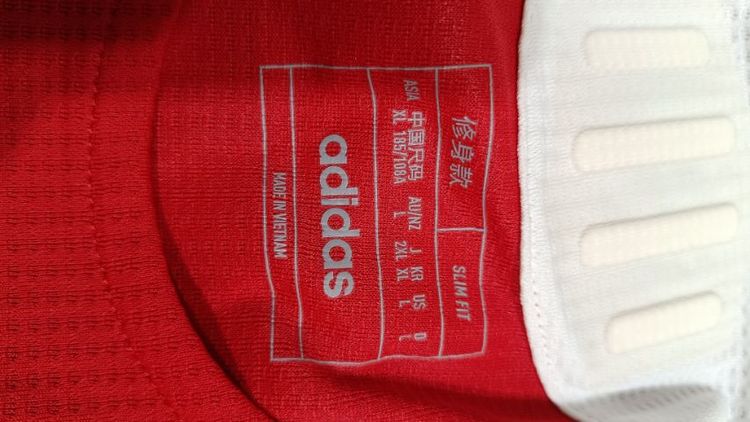 修身款 SLIM FIT
ASIA 中国尺码 AU/NZ J KR US D
XL 185/108A L 2XL XL L L
adidas
MADE IN VIETNAM